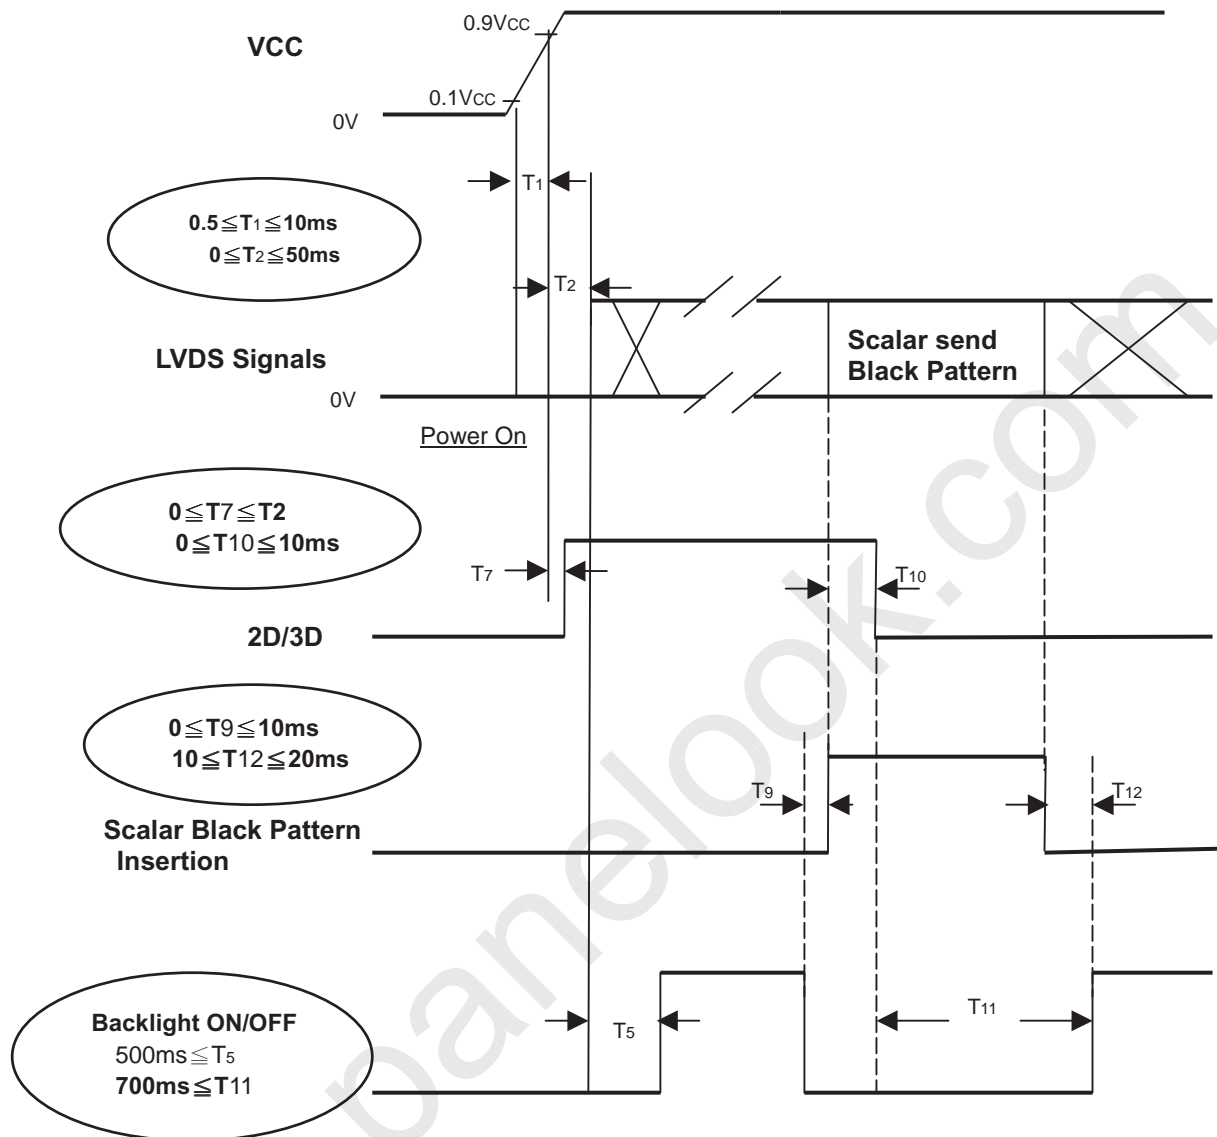 0.9Vcc
VCC
0.1Vcc
0V
T1
0.5≦T1≦10ms
0≦T2≦50ms
T2
LVDS Signals
Scalar send
Black Pattern
0V
Power On
0≦T7≦T2
0≦T10≦10ms
T7
T10
2D/3D
0≦T9≦10ms
10≦T12≦20ms
T9
T12
Scalar Black Pattern
Insertion
Backlight ON/OFF
500ms≦T5
700ms≦T11
T5
T11
panelook.com